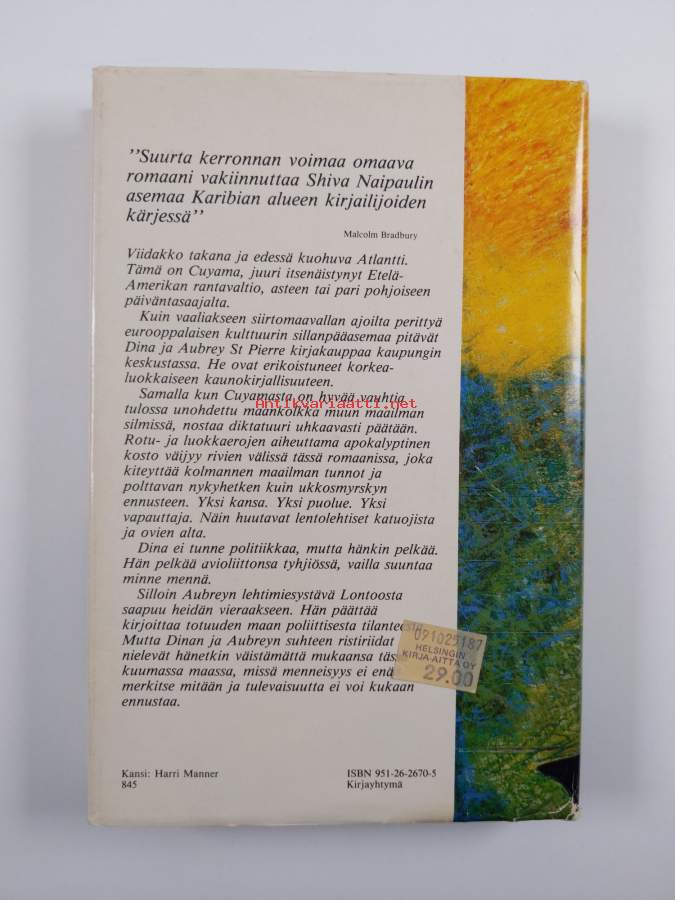 ”Suurta kerronnan voimaa omaava
romaani vakiinnuttaa Shiva Naipaulin
asemaa Karibian alueen kirjailijoiden
kärjessä”
Malcolm Bradbury
Viidakko takana ja edessä kuohuva Atlantti.
Tämä on Cuyama, juuri itsenäistynyt Etelä-
Amerikan rantavaltio, asteen tai pari pohjoiseen
päiväntasaajalta.
Kuin vaaliakseen siirtomaavallan ajoilta perittyä
eurooppalaisen kulttuurin sillanpääasemaa pitävät
Dina ja Aubrey St Pierre kirjakauppaa kaupungin
keskustassa. He ovat erikoistuneet korkea-
luokkaiseen kaunokirjallisuuteen.
Samalla kun Cuyamasta on hyvää vauhtia
Antikvariaatti.net
tulossa unohdettu maankolkka muun maailman
silmissä, nostaa diktatuuri uhkaavasti päätään.
Rotu- ja luokkaerojen aiheuttama apokalyptinen
kosto väijyy rivien välissä tässä romaanissa, joka
kiteyttää kolmannen maailman tunnot ja
polttavan nykyhetken kuin ukkosmyrskyn
ennusteen. Yksi kansa. Yksi puolue. Yksi
vapauttaja. Näin huutavat lentolehtiset katuojista
ja ovien alta.
Dina ei tunne politiikkaa, mutta hänkin pelkää.
Hän pelkää avioliittonsa tyhjiössä, vailla suuntaa
minne mennä.
Silloin Aubreyn lehtimiesystävä Lontoosta
saapuu heidän vieraakseen. Hän päättää
kirjoittaa totuuden maan poliittisesta tilanteesta.
Mutta Dinan ja Aubreyn suhteen ristiriidat
nielevät hänetkin väistämättä mukaansa
kuumassa maassa, missä menneisyys ei enää
merkitse mitään ja tulevaisuutta ei voi kukaan
ennustaa.
091025187
HELSINGIN
KIRJA-AITTA OY
29.00
Kansi: Harri Manner
845
ISBN 951-26-2670-5
Kirjayhtymä